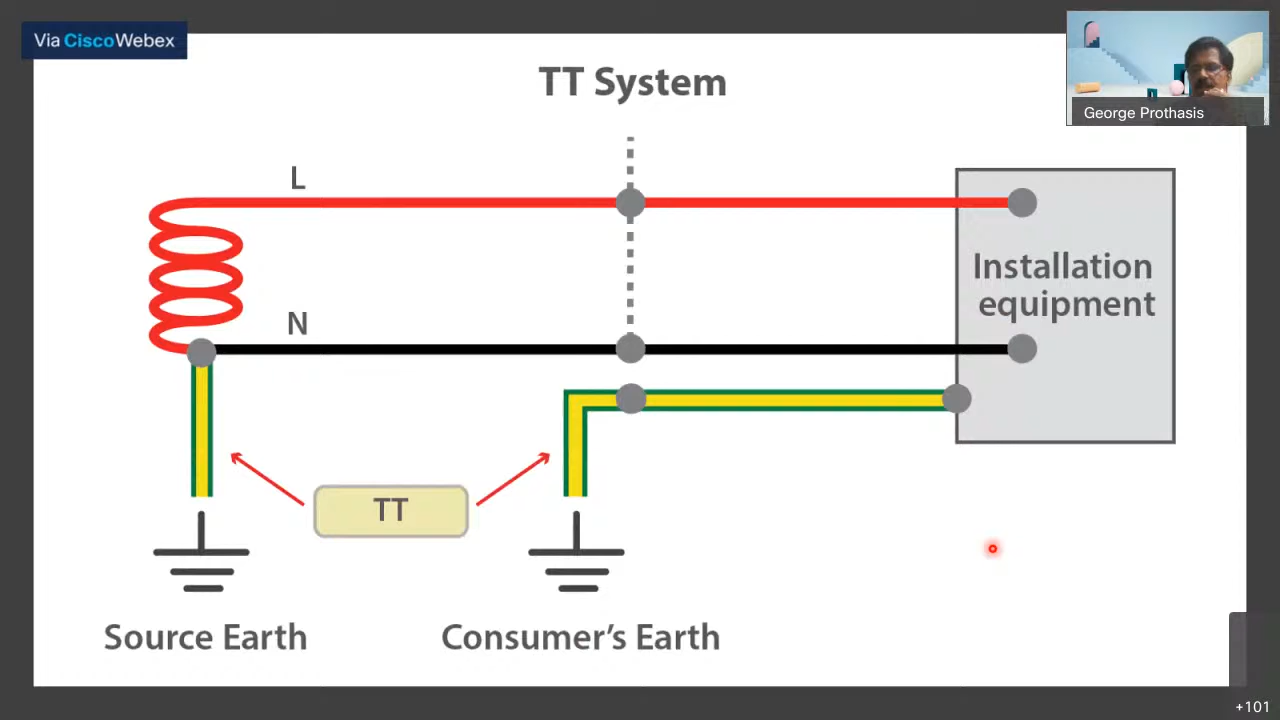 Via CiscoWebex
TT System
George Prothasis
L
Installation
equipment
N
TT
Source Earth
Consumer's Earth
+101